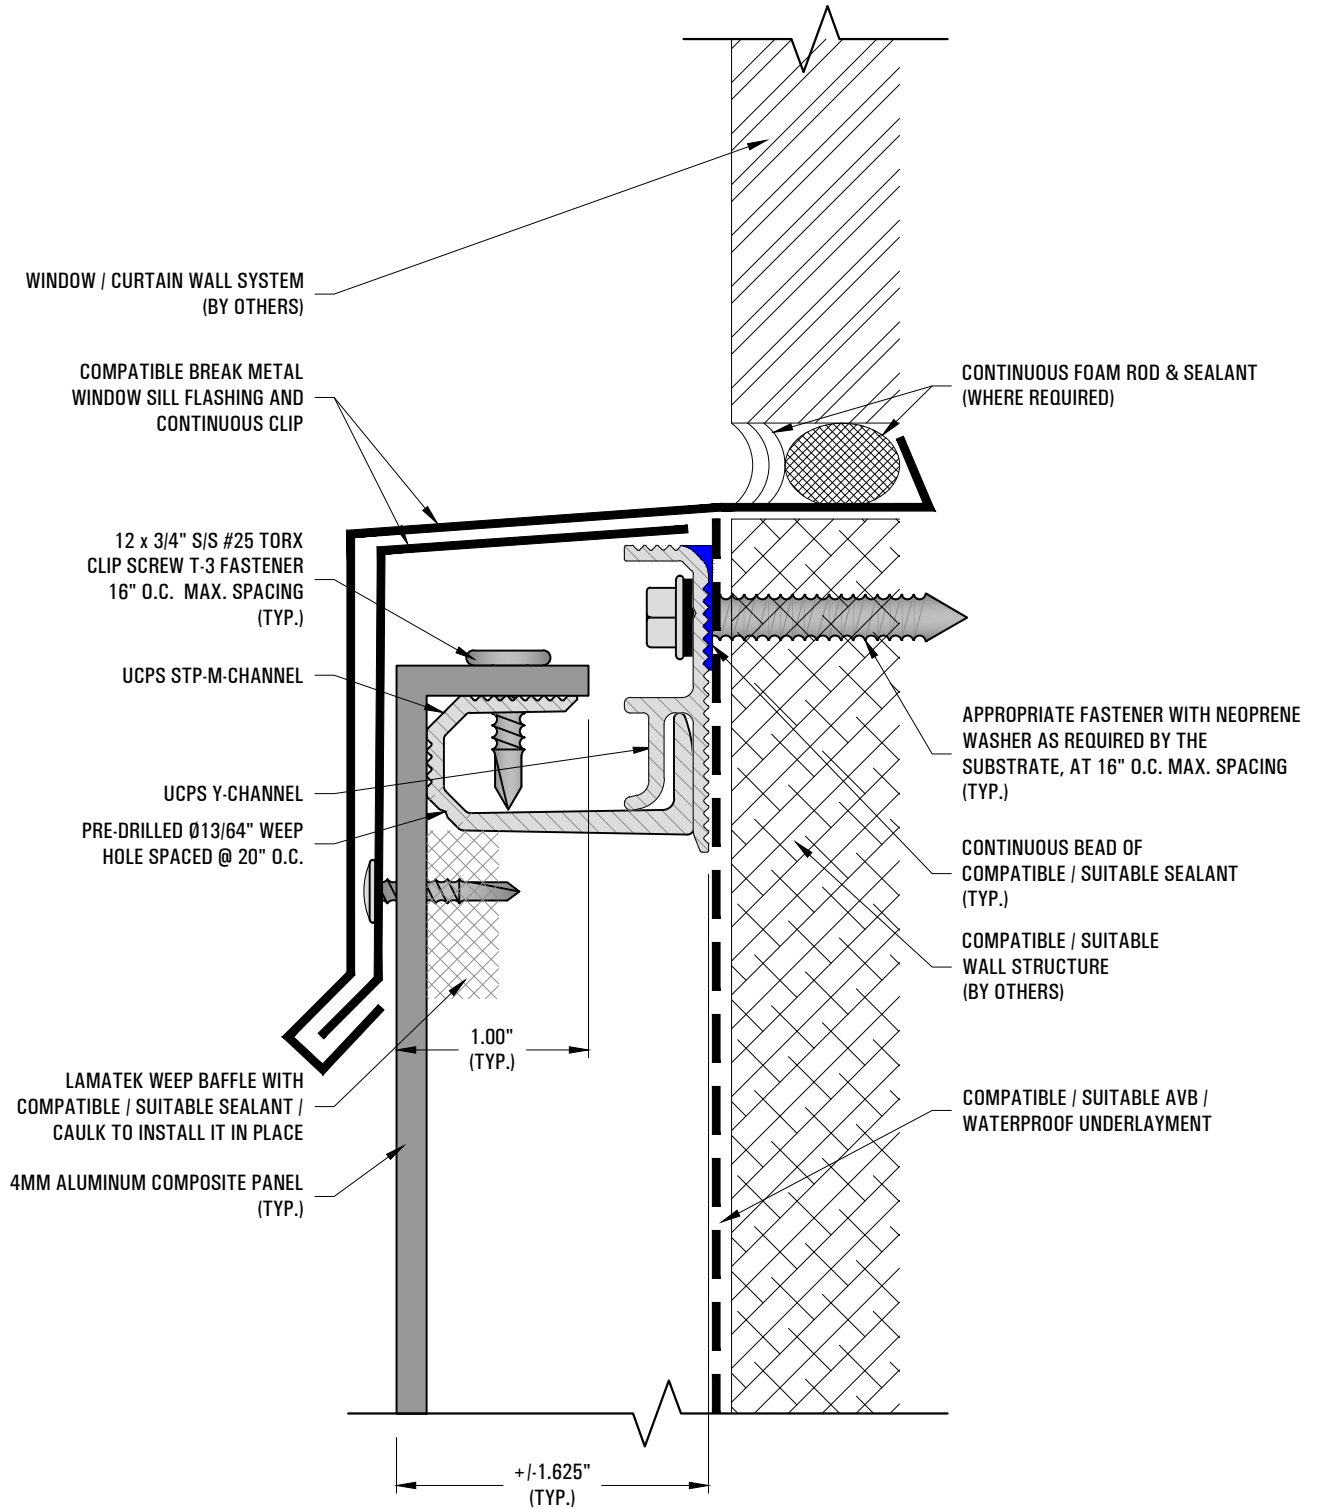 WINDOW / CURTAIN WALL SYSTEM
(BY OTHERS)
COMPATIBLE BREAK METAL
WINDOW SILL FLASHING AND
CONTINUOUS CLIP
12 x 3/4" S/S #25 TORX
CLIP SCREW T-3 FASTENER
16" O.C. MAX. SPACING
(TYP.)
UCPS STP-M-CHANNEL
UCPS Y-CHANNEL
PRE-DRILLED Ø13/64" WEEP
HOLE SPACED @ 20" O.C.
LAMATEK WEEP BAFFLE WITH
COMPATIBLE / SUITABLE SEALANT /
CAULK TO INSTALL IT IN PLACE
4MM ALUMINUM COMPOSITE PANEL
(TYP.)
1.00"
(TYP.)
+/-1.625"
(TYP.)
CONTINUOUS FOAM ROD & SEALANT
(WHERE REQUIRED)
APPROPRIATE FASTENER WITH NEOPRENE
WASHER AS REQUIRED BY THE
SUBSTRATE, AT 16" O.C. MAX. SPACING
(TYP.)
CONTINUOUS BEAD OF
COMPATIBLE / SUITABLE SEALANT
(TYP.)
COMPATIBLE / SUITABLE
WALL STRUCTURE
(BY OTHERS)
COMPATIBLE / SUITABLE AVB /
WATERPROOF UNDERLAYMENT